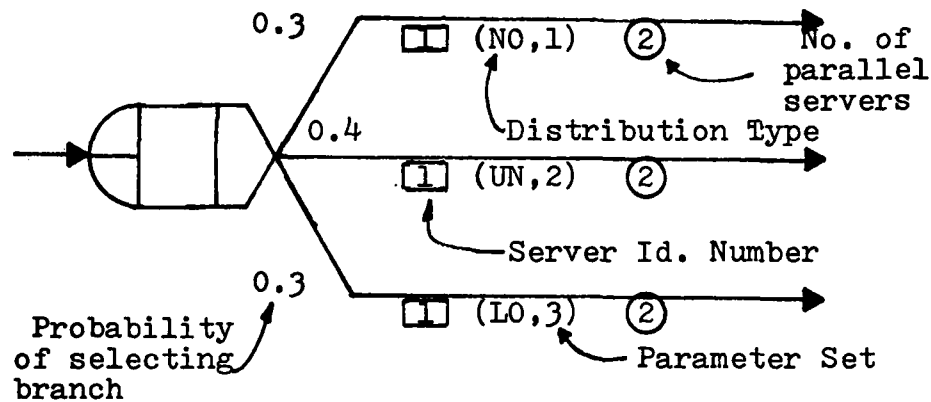 0.3
1 (NO,1) 2
No. of
parallel
servers
Distribution Type
0.4
1 (UN,2) 2
Server Id. Number
0.3
1 (LO,3) 2
Parameter Set
Probability
of selecting
branch